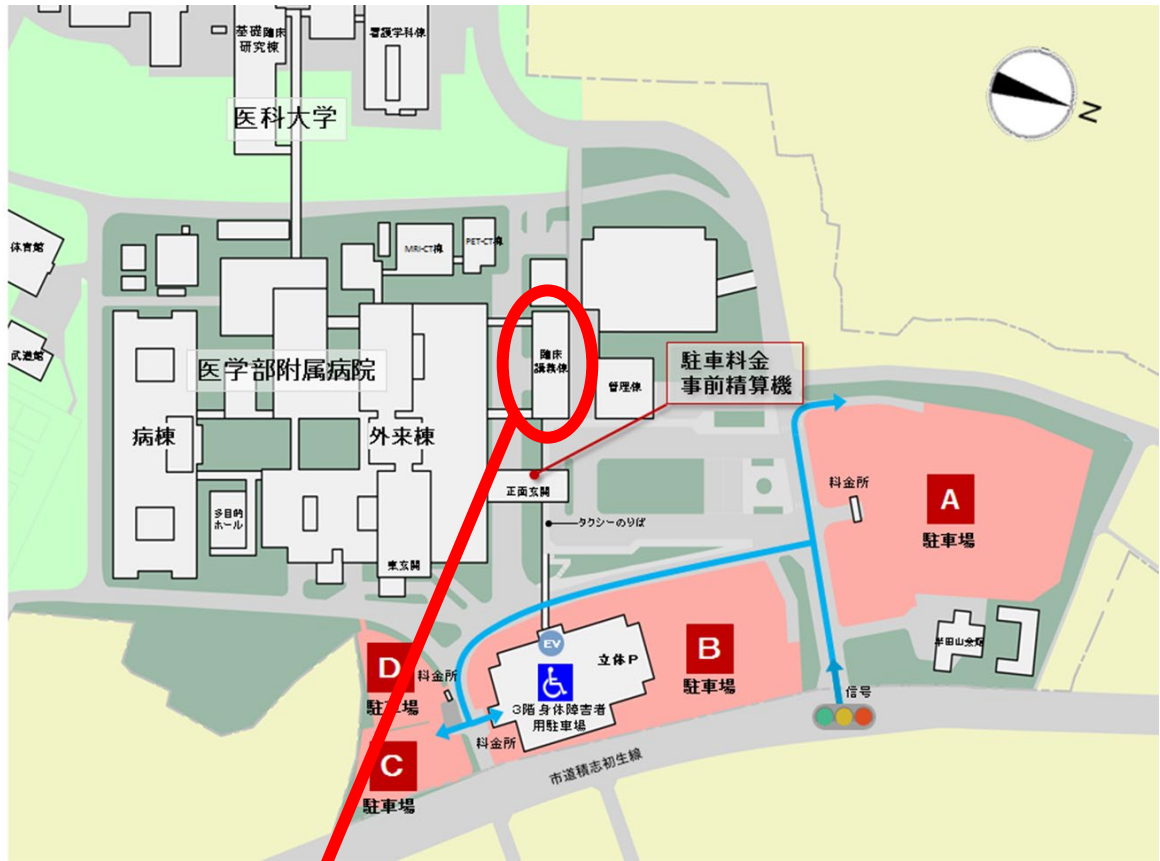 基礎臨床
研究棟
看護学科棟
医科大学
N
体育館
MRI-CT棟
PET-CT棟
武道館
臨床
講義棟
駐車料金
事前精算機
医学部附属病院
管理棟
病棟
外来棟
料金所
A
駐車場
正面玄関
多目的
ホール
タクシーのりば
東玄関
半田山会館
EV
立体P
B
駐車場
D
駐車場
料金所
信号
3階 身体障害者
用駐車場
料金所
C
駐車場
市道積志初生線